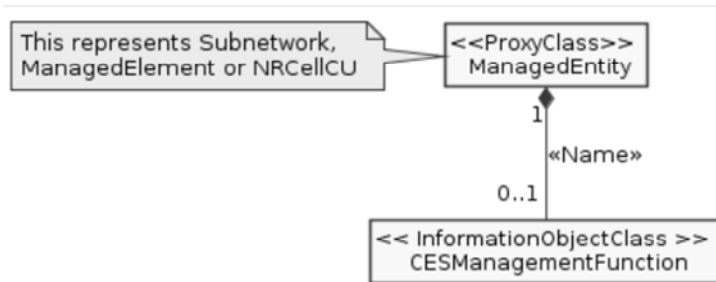 This represents Subnetwork,
ManagedElement or NRCellCU
<<ProxyClass>>
ManagedEntity
1
«Name»
0..1
<< InformationObjectClass >>
CESManagementFunction